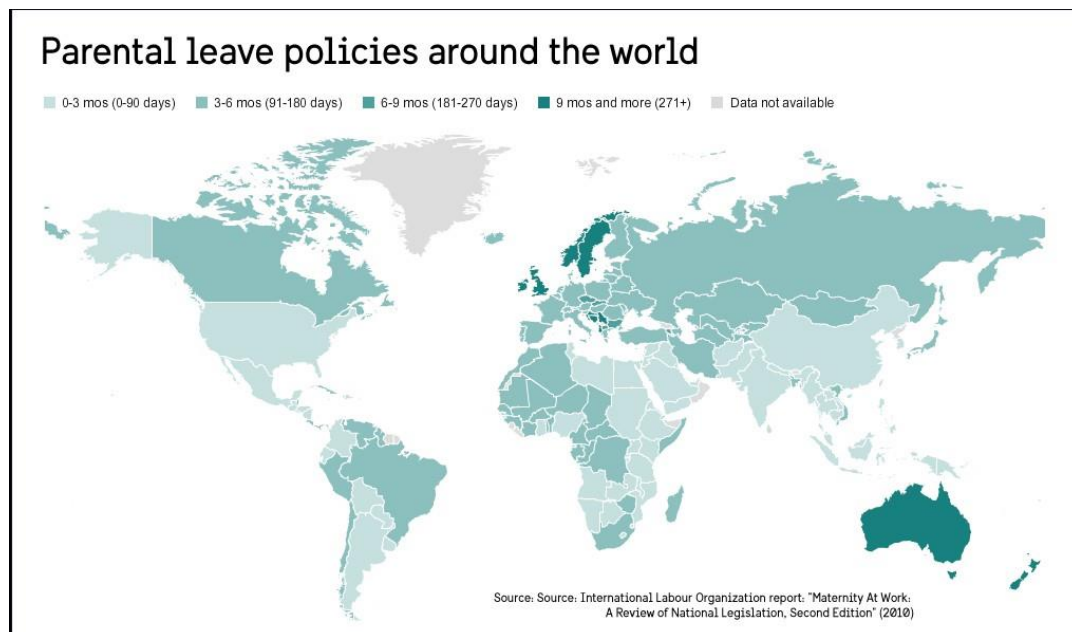 Parental leave policies around the world
0-3 mos (0-90 days) 3-6 mos (91-180 days) 6-9 mos (181-270 days) 9 mos and more (271+) Data not available
Source: Source: International Labour Organization report: "Maternity At Work:
A Review of National Legislation, Second Edition" (2010)